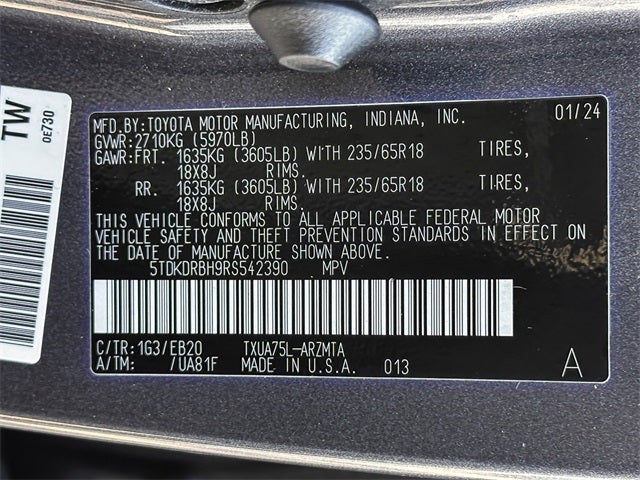 TW
0E730
MFD.BY:TOYOTA MOTOR MANUFACTURING, INDIANA, INC. 01/24
GVWR:2710KG (5970LB)
GAWR:FRT. 1635KG (3605LB) WITH 235/65R18 TIRES,
18X8J RIMS.
RR. 1635KG (3605LB) WITH 235/65R18 TIRES,
18X8J RIMS.
THIS VEHICLE CONFORMS TO ALL APPLICABLE FEDERAL MOTOR
VEHICLE SAFETY AND THEFT PREVENTION STANDARDS IN EFFECT ON
THE DATE OF MANUFACTURE SHOWN ABOVE.
5TDKDRBH9RS542390 MPV
C/TR:1G3/EB20 TXUA75L-ARZMTA
A/TM: /UA81F MADE IN U.S.A. 013 A